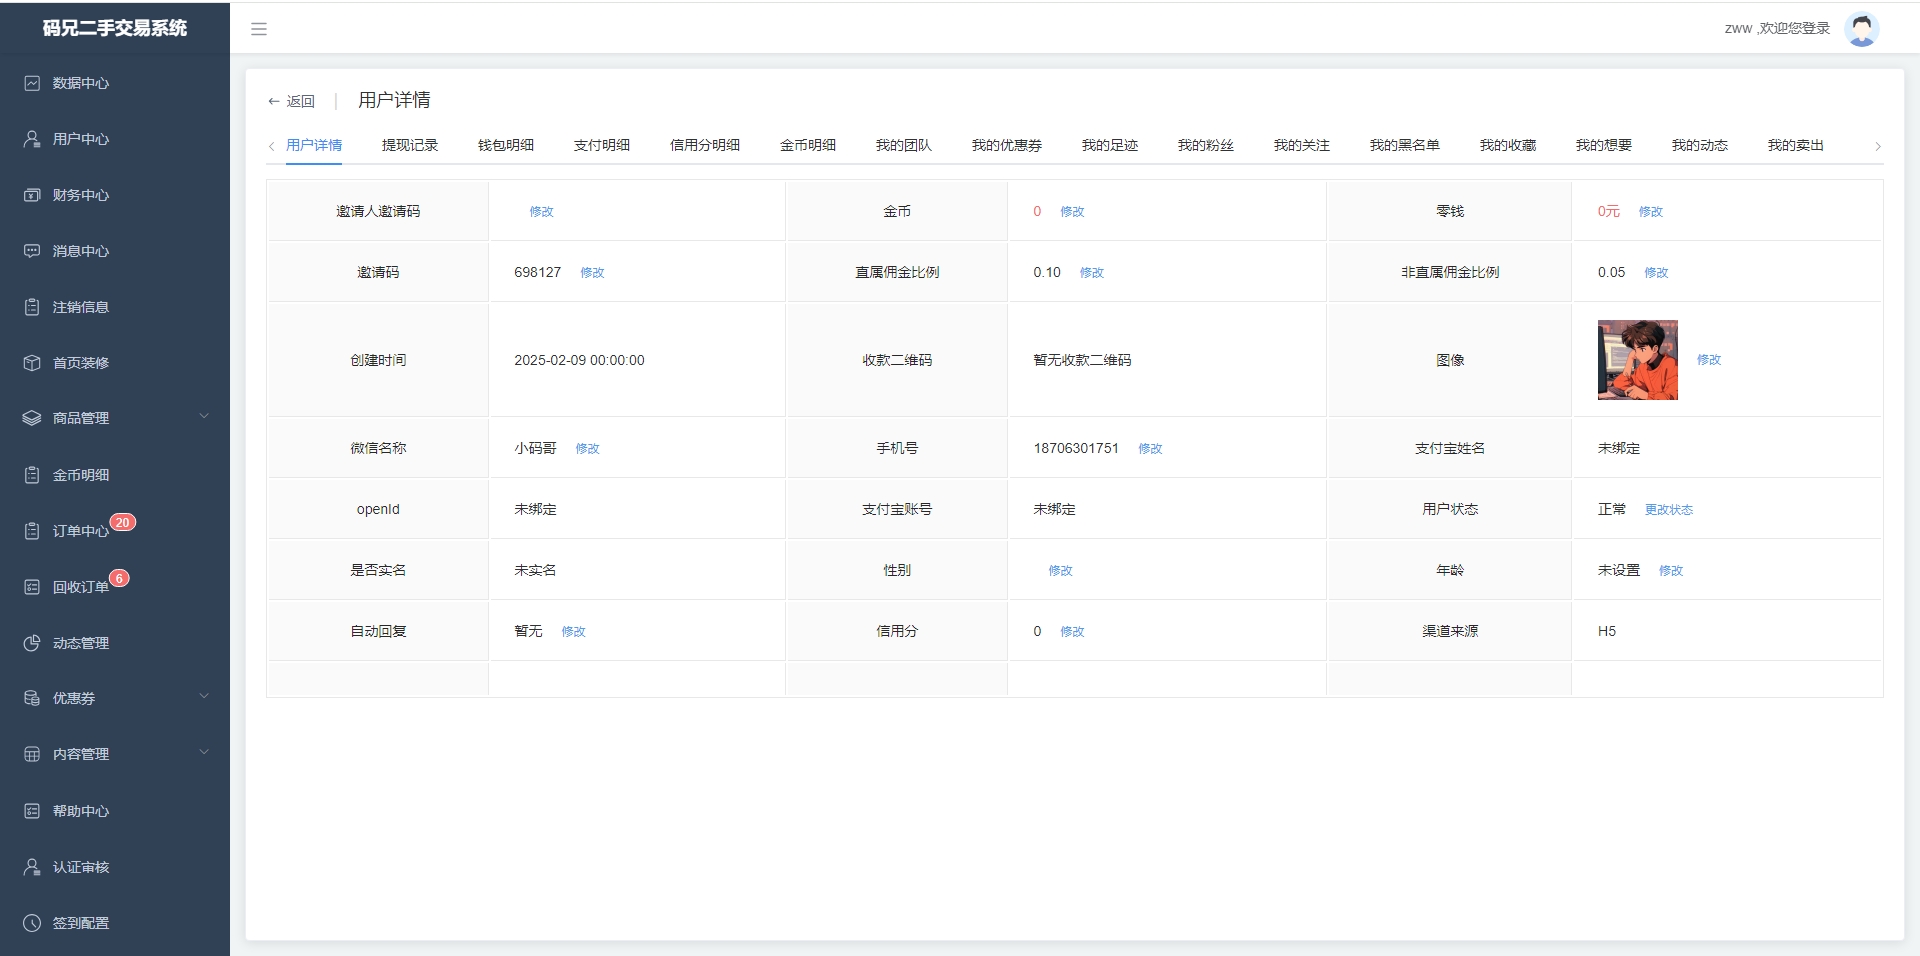 码兄二手交易系统
zww ,欢迎您登录
数据中心
用户中心
财务中心
消息中心
注销信息
首页装修
商品管理
金币明细
订单中心 20
回收订单 6
动态管理
优惠券
内容管理
帮助中心
认证审核
签到配置
返回 用户详情
用户详情 提现记录 钱包明细 支付明细 信用分明细 金币明细 我的团队 我的优惠券 我的足迹 我的粉丝 我的关注 我的黑名单 我的收藏 我的想要 我的动态 我的卖出
邀请人邀请码 修改 金币 0 修改 零钱 0元 修改
邀请码 698127 修改 直属佣金比例 0.10 修改 非直属佣金比例 0.05 修改
创建时间 2025-02-09 00:00:00 收款二维码 暂无收款二维码 图像 修改
微信名称 小码哥 修改 手机号 18706301751 修改 支付宝姓名 未绑定
openId 未绑定 支付宝账号 未绑定 用户状态 正常 更改状态
是否实名 未实名 性别 修改 年龄 未设置 修改
自动回复 暂无 修改 信用分 0 修改 渠道来源 H5